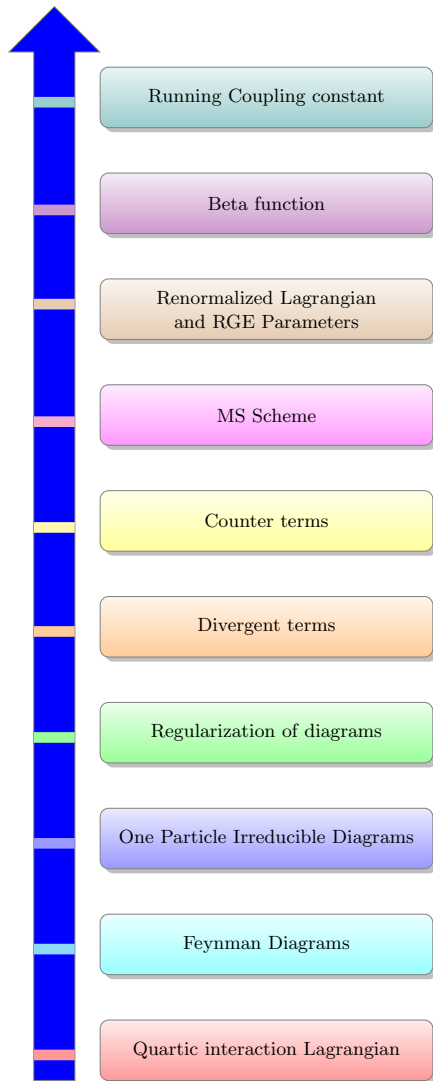 Running Coupling constant
Beta function
Renormalized Lagrangian
and RGE Parameters
MS Scheme
Counter terms
Divergent terms
Regularization of diagrams
One Particle Irreducible Diagrams
Feynman Diagrams
Quartic interaction Lagrangian